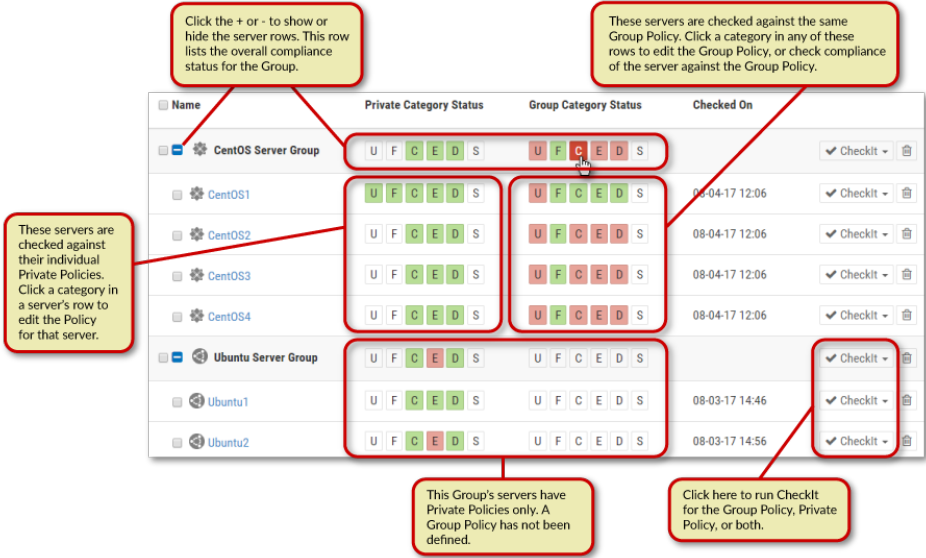 Click the + or - to show or
hide the server rows. This row
lists the overall compliance
status for the Group.
These servers are checked against the same
Group Policy. Click a category in any of these
rows to edit the Group Policy, or check compliance
of the server against the Group Policy.
Name Private Category Status Group Category Status Checked On
CentOS Server Group U F C E D S U F C E D S CheckIt
CentOS1 U F C E D S U F C E D S 08-04-17 12:06 CheckIt
CentOS2 U F C E D S U F C E D S 08-04-17 12:06 CheckIt
CentOS3 U F C E D S U F C E D S 08-04-17 12:06 CheckIt
CentOS4 U F C E D S U F C E D S 08-04-17 12:06 CheckIt
Ubuntu Server Group U F C E D S U F C E D S CheckIt
Ubuntu1 U F C E D S U F C E D S 08-03-17 14:46 CheckIt
Ubuntu2 U F C E D S U F C E D S 08-03-17 14:56 CheckIt
These servers are
checked against
their individual
Private Policies.
Click a category in
a server's row to
edit the Policy
for that server.
This Group's servers have
Private Policies only. A
Group Policy has not been
defined.
Click here to run CheckIt
for the Group Policy, Private
Policy, or both.